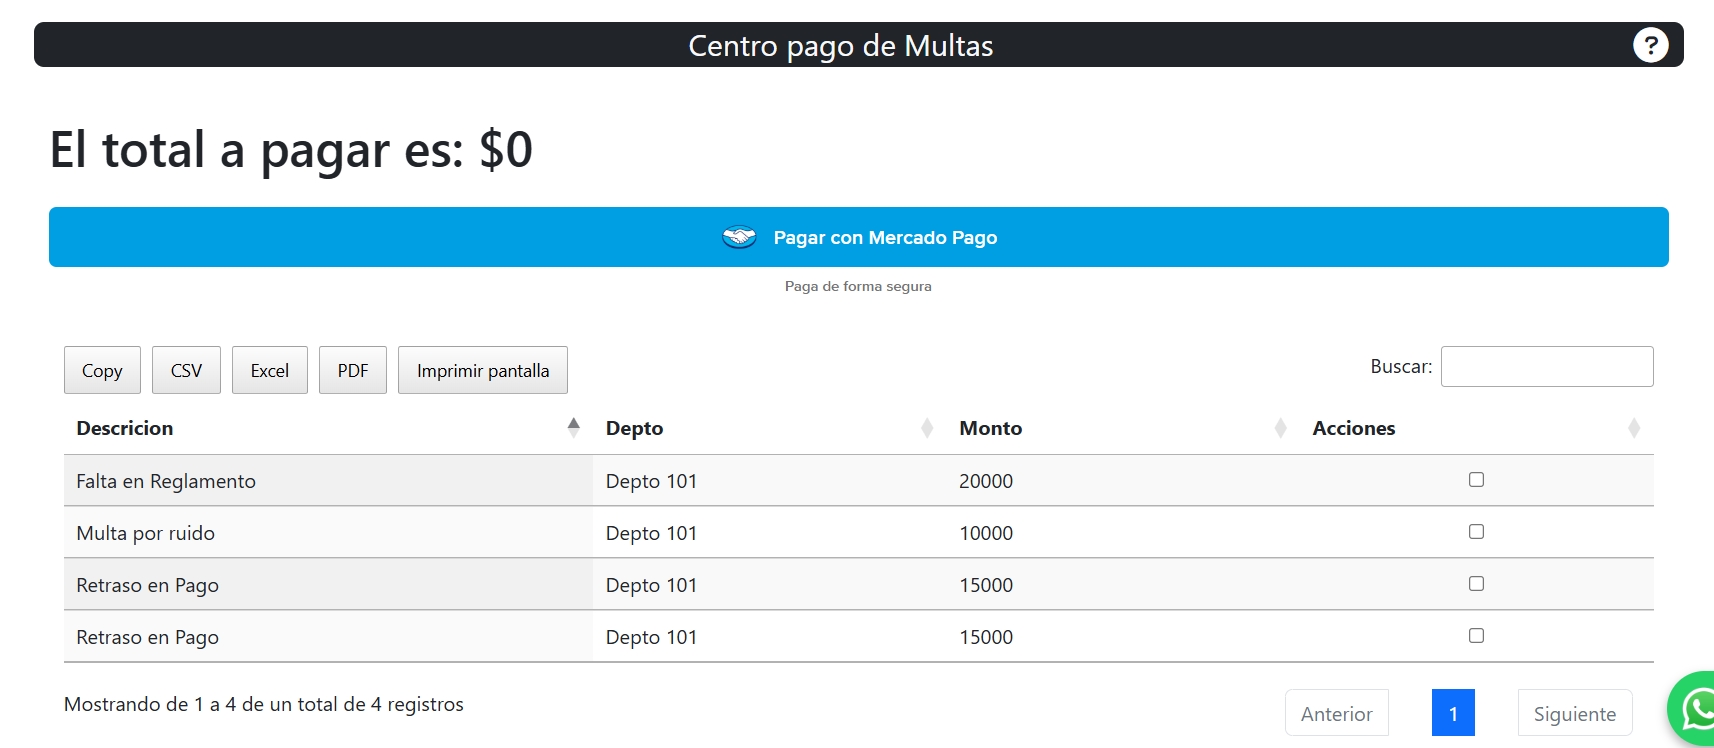 Centro pago de Multas ?
El total a pagar es: $0
Pagar con Mercado Pago
Paga de forma segura
Copy CSV Excel PDF Imprimir pantalla Buscar:
Descricion Depto Monto Acciones
Falta en Reglamento Depto 101 20000
Multa por ruido Depto 101 10000
Retraso en Pago Depto 101 15000
Retraso en Pago Depto 101 15000
Mostrando de 1 a 4 de un total de 4 registros Anterior 1 Siguiente